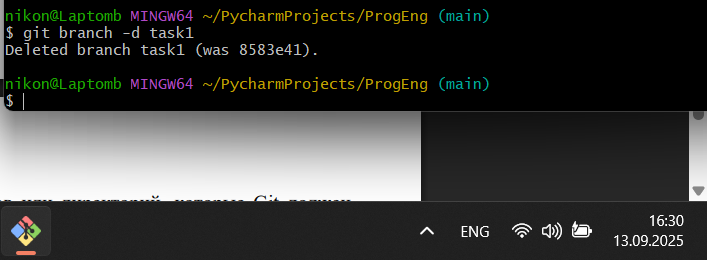 nikon@Laptomb MINGW64 ~/PycharmProjects/ProgEng (main)
$ git branch -d task1
Deleted branch task1 (was 8583e41).
nikon@Laptomb MINGW64 ~/PycharmProjects/ProgEng (main)
$
Git
ENG
16:30
13.09.2025